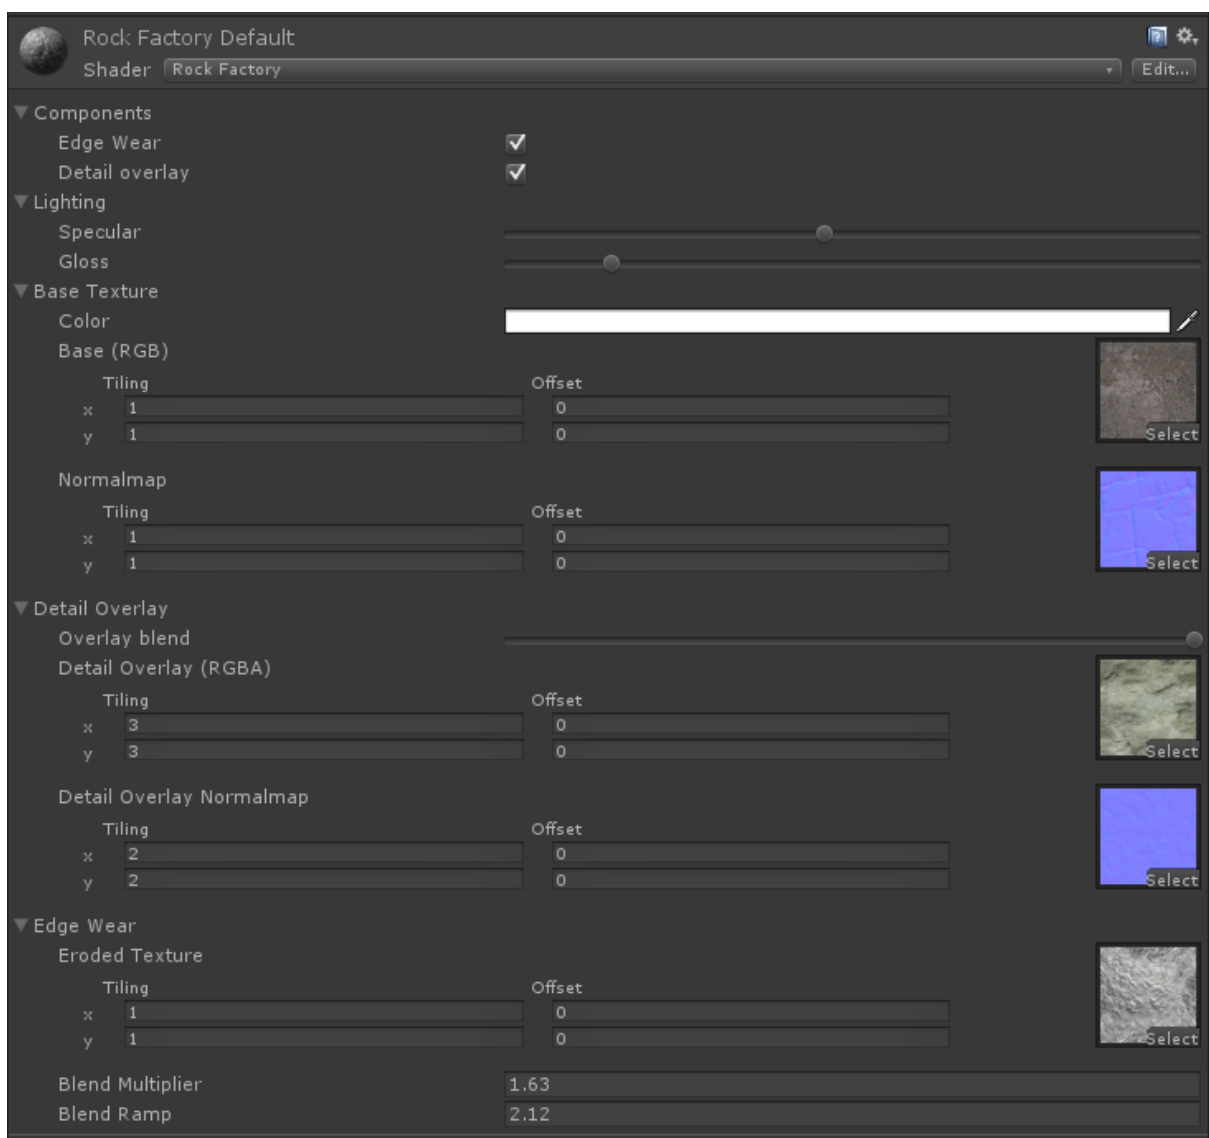 Rock Factory Default
Shader Rock Factory Edit...
Components
Edge Wear
Detail overlay
Lighting
Specular
Gloss
Base Texture
Color
Base (RGB)
Tiling Offset
x 1 0
y 1 0
Select
Normalmap
Tiling Offset
x 1 0
y 1 0
Select
Detail Overlay
Overlay blend
Detail Overlay (RGBA)
Tiling Offset
x 3 0
y 3 0
Select
Detail Overlay Normalmap
Tiling Offset
x 2 0
y 2 0
Select
Edge Wear
Eroded Texture
Tiling Offset
x 1 0
y 1 0
Select
Blend Multiplier 1.63
Blend Ramp 2.12